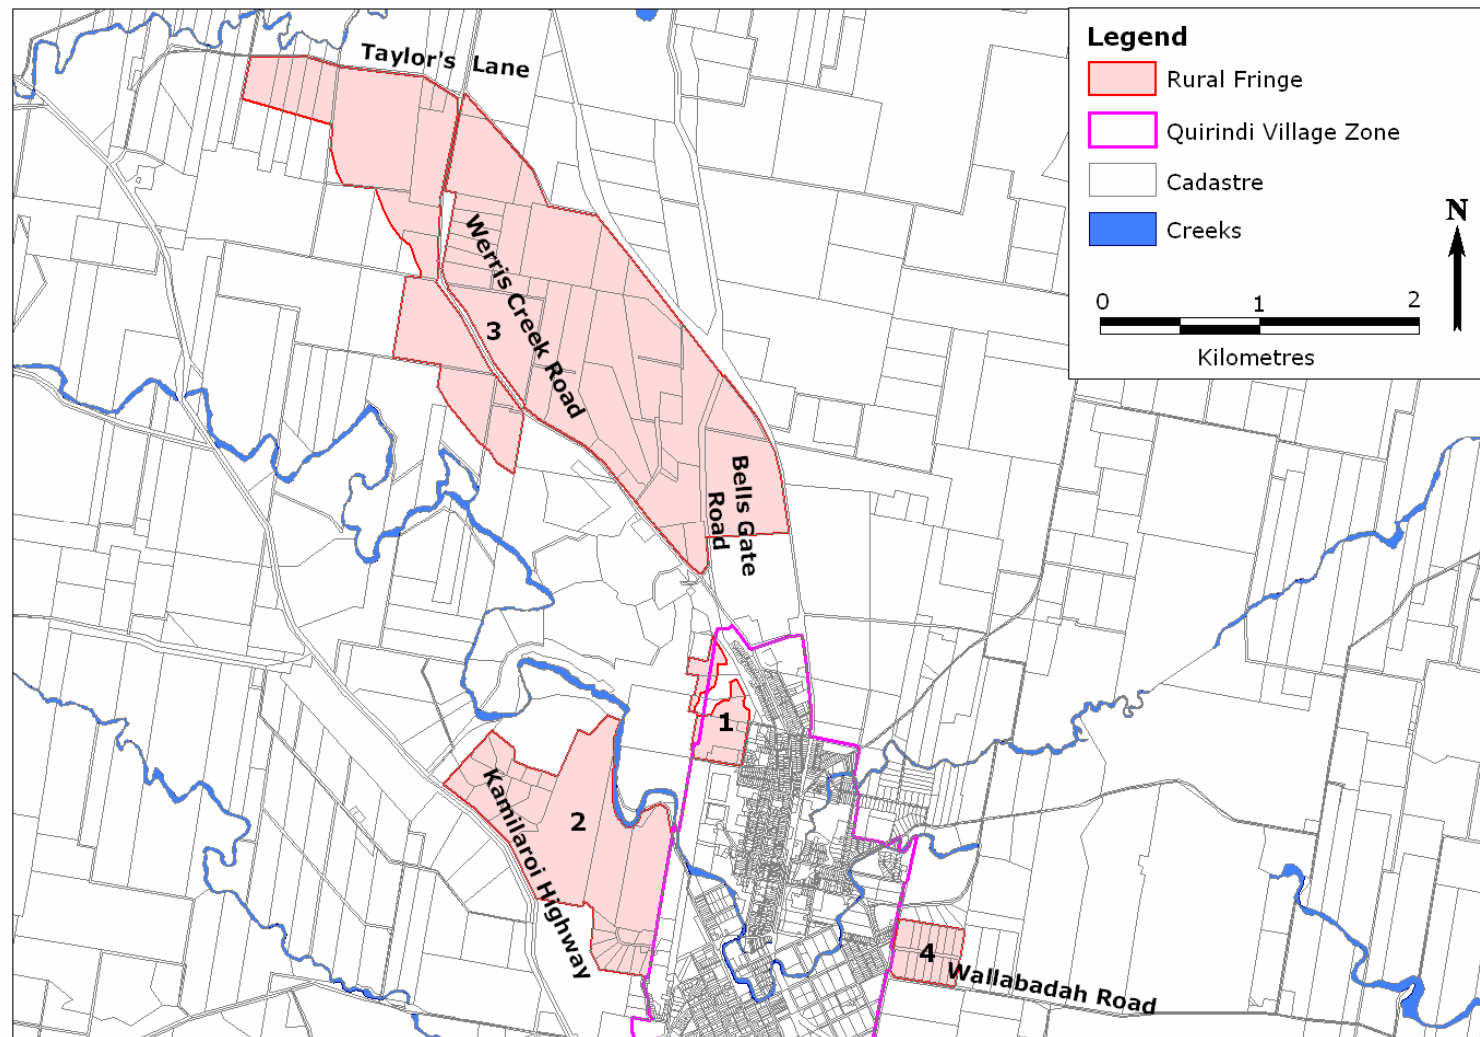 Taylor's Lane
Legend
Rural Fringe
Quirindi Village Zone
Cadastre
Creeks
N
0 1 2
Kilometres
Werris Creek Road
3
Bells Gate
Road
1
2
Kamilaroi Highway
4
Wallabadah Road